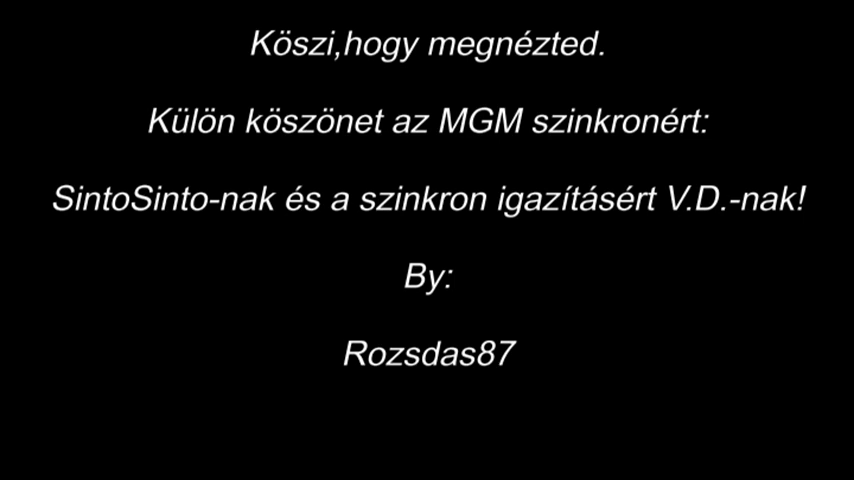 Köszi,hogy megnézted.
Külön köszönet az MGM szinkronért:
SintoSinto-nak és a szinkron igazításért V.D.-nak!
By:
Rozsdas87